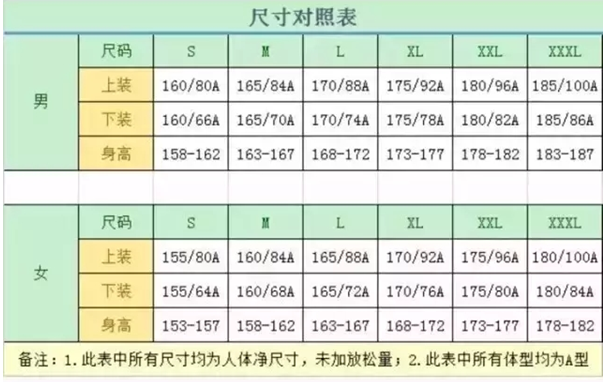 尺寸对照表
男 尺码 S M L XL XXL XXXL
上装 160/80A 165/84A 170/88A 175/92A 180/96A 185/100A
下装 160/66A 165/70A 170/74A 175/78A 180/82A 185/86A
身高 158-162 163-167 168-172 173-177 178-182 183-187
女 尺码 S M L XL XXL XXXL
上装 155/80A 160/84A 165/88A 170/92A 175/96A 180/100A
下装 155/64A 160/68A 165/72A 170/76A 175/80A 180/84A
身高 153-157 158-162 163-167 168-172 173-177 178-182
备注：1.此表中所有尺寸均为人体净尺寸，未加放松量；2.此表中所有体型均为A型